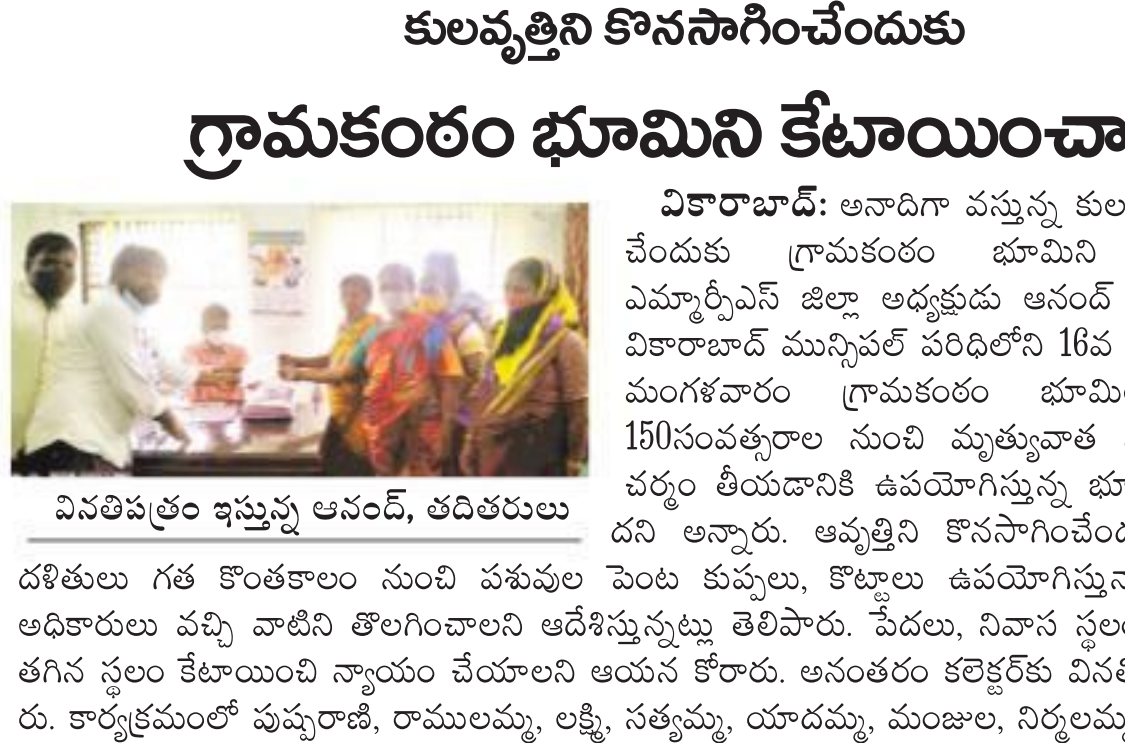 కులవృత్తిని కొనసాగించేందుకు
గ్రామకంఠం భూమిని కేటాయించా
వికారాబాద్: అనాదిగా వస్తున్న కుల
చేందుకు గ్రామకంఠం భూమిని
ఎమ్మార్పీఎస్ జిల్లా అధ్యక్షుడు ఆనంద్
వికారాబాద్ మున్సిపల్ పరిధిలోని 16వ
మంగళవారం గ్రామకంఠం
150సంవత్సరాల నుంచి మృత్యువాత
చర్మం తీయడానికి ఉపయోగిస్తున్న భూ
వినతిపత్రం ఇస్తున్న ఆనంద్, తదితరులు
దని అన్నారు. ఆవృత్తిని
దళితులు గత కొంతకాలం నుంచి పశువుల పెంట కుప్పలు, కొట్టాలు
అధికారులు వచ్చి వాటిని తొలగించాలని ఆదేశిస్తున్నట్లు తెలిపారు. పేదలు, నివాస
తగిన స్థలం కేటాయించి న్యాయం చేయాలని ఆయన కోరారు. అనంతరం కలెక్టర్‌కు
రు. కార్యక్రమంలో పుష్పరాణి, రాములమ్మ, లక్ష్మి, సత్యమ్మ, యాదమ్మ, మంజుల,